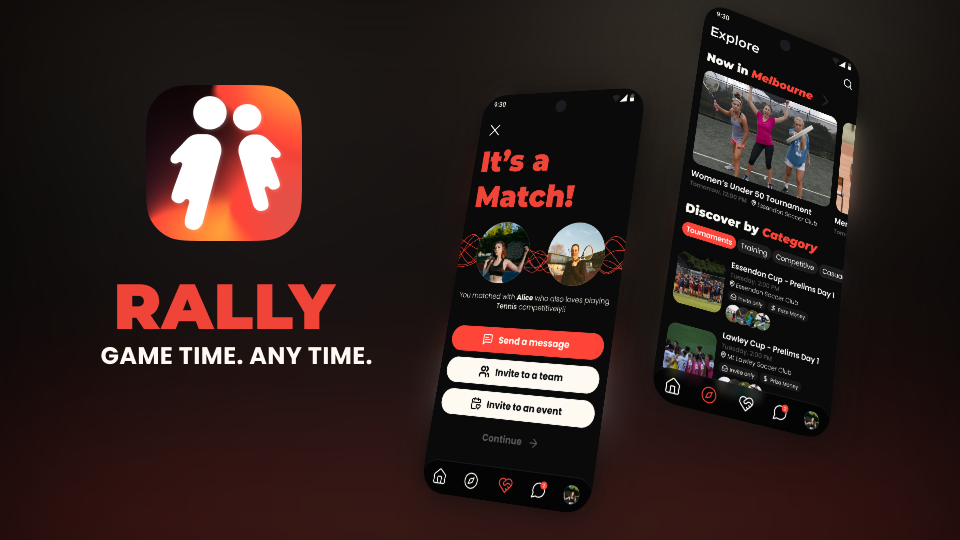 RALLY
GAME TIME. ANY TIME.
9:30
It's a
Match!
You matched with Alice who also loves playing
Tennis competitively!!
Send a message
Invite to a team
Invite to an event
Continue
9:30
Explore
Now in Melbourne
Women's Under 50 Tournament
Tomorrow, 12:50 PM Essendon Soccer Club
Discover by Category
Tournaments Training Competitive Casua
Essendon Cup - Prelims Day 1
Tuesday, 2:00 PM
Essendon Soccer Club
Invite only $ Prize Money
Lawley Cup - Prelims Day 1
Tuesday, 2:00 PM
Mt Lawley Soccer Club
Invite only $ Prize Money